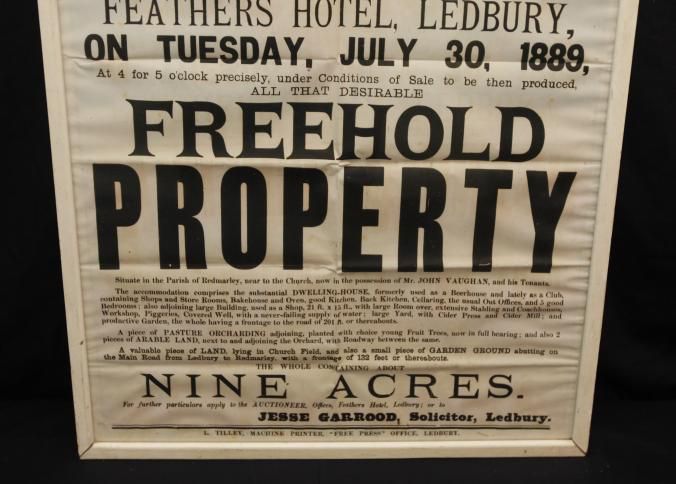 FEATHERS HOTEL, LEDBURY,
ON TUESDAY, JULY 30, 1889,
At 4 for 5 o'clock precisely, under Conditions of Sale to be then produced,
ALL THAT DESIRABLE
FREEHOLD
PROPERTY
Situate in the Parish of Redmarley, near to the Church, now in the possession of Mr. JOHN VAUGHAN, and his Tenants.
The accommodation comprises the substantial DWELLING-HOUSE, formerly used as a Beerhouse and lately as a Club,
containing Shops and Store Rooms, Bakehouse and Oven, good Kitchen, Back Kitchen, Cellaring, the usual Out Offices, and 5 good
Bedrooms; also adjoining large Building, used as a Shop, 21 ft. x 15 ft., with large Room over, extensive Stabling and Coachhouses,
Workshop, Piggeries, Covered Well, with a never-failing supply of water; large Yard, with Cider Press and Cider Mill; and
productive Garden, the whole having a frontage to the road of 201 ft. or thereabouts.
A piece of PASTURE ORCHARDING adjoining, planted with choice young Fruit Trees, now in full bearing; and also 2
pieces of ARABLE LAND, next to and adjoining the Orchard, with Roadway between the same.
A valuable piece of LAND, lying in Church Field, and also a small piece of GARDEN GROUND abutting on
the Main Road from Ledbury to Redmarley, with a frontage of 132 feet or thereabouts.
THE WHOLE CONTAINING ABOUT
NINE ACRES.
For further particulars apply to the AUCTIONEER, Offices, Feathers Hotel, Ledbury; or to
JESSE GARROOD, Solicitor, Ledbury.
L. TILLEY, MACHINE PRINTER, "FREE PRESS" OFFICE, LEDBURY.